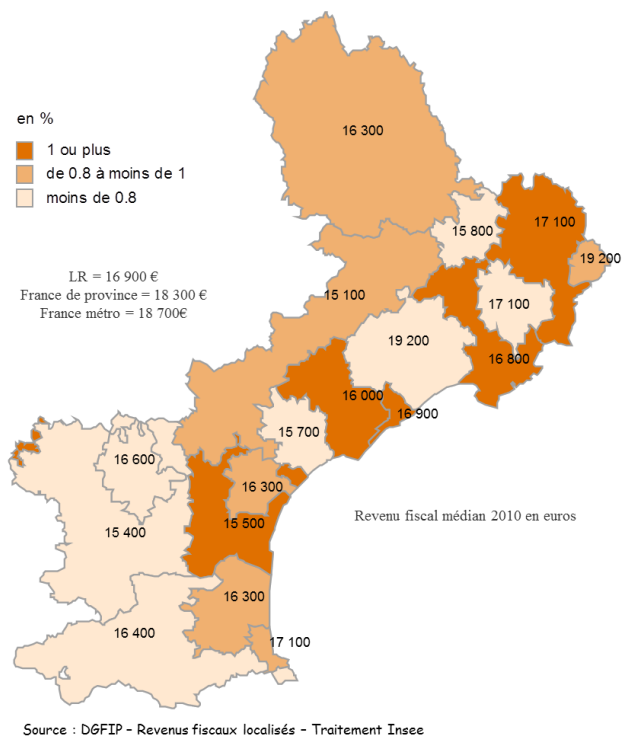 16 300
en %
1 ou plus
de 0.8 à moins de 1
moins de 0.8
15 800
17 100
19 200
LR = 16 900 €
France de province = 18 300 €
France métro = 18 700€
15 100
17 100
19 200
16 800
16 000
16 900
15 700
16 600
16 300
15 500
Revenu fiscal médian 2010 en euros
15 400
16 300
16 400
17 100
Source : DGFIP – Revenus fiscaux localisés – Traitement Insee